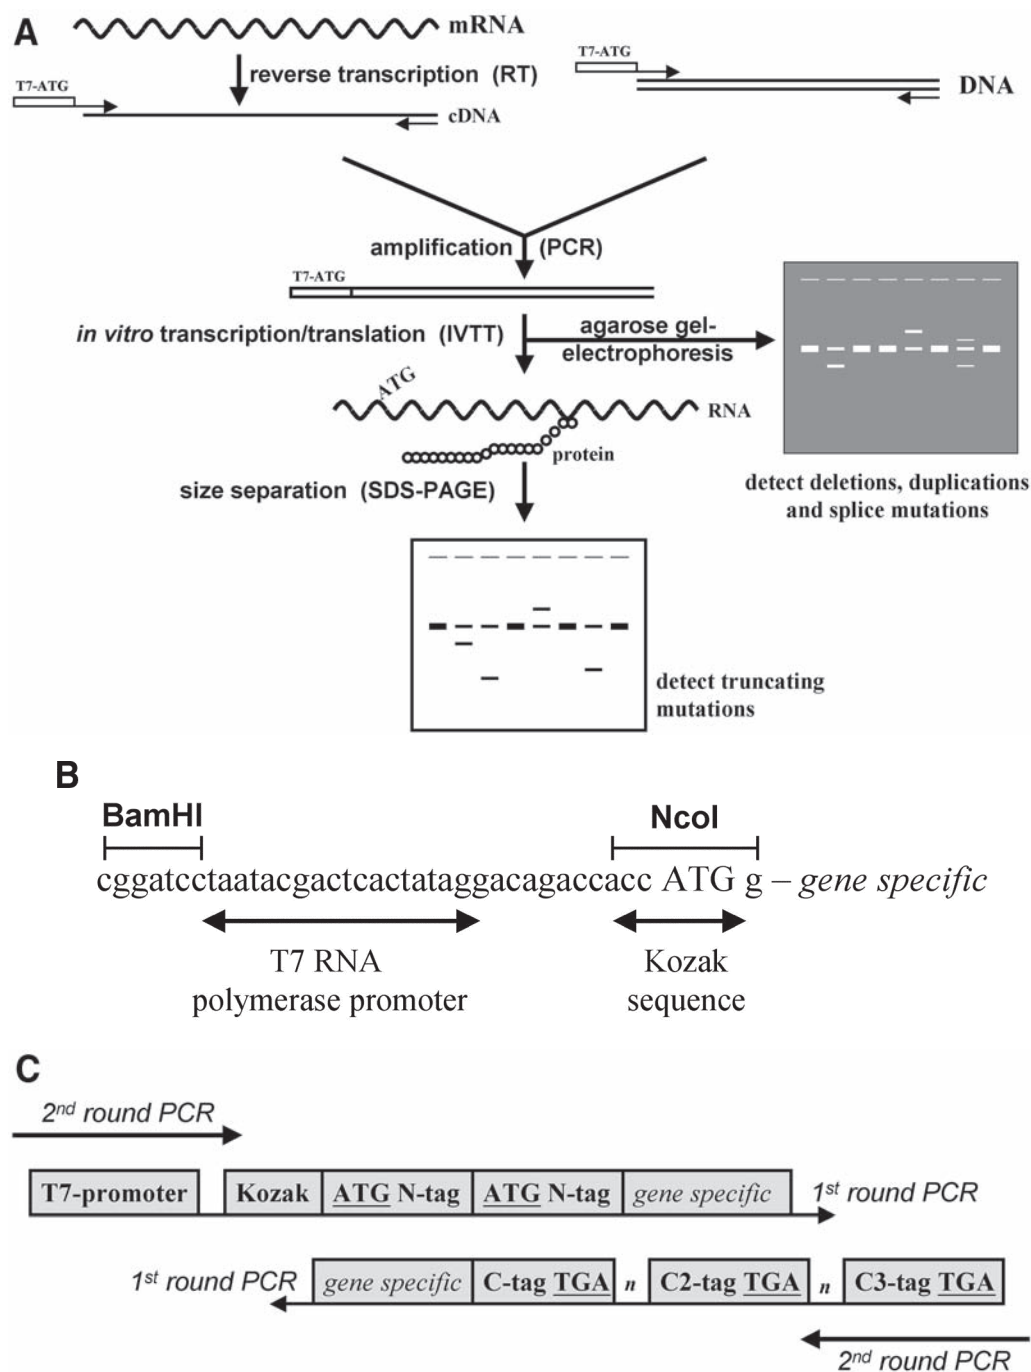 A
mRNA
reverse transcription (RT)
T7-ATG
cDNA
T7-ATG
DNA
amplification (PCR)
T7-ATG
in vitro transcription/translation (IVTT)
agarose gel-
electrophoresis
ATG
RNA
protein
size separation (SDS-PAGE)
detect deletions, duplications
and splice mutations
detect truncating
mutations
B
BamHI
NcoI
cggatcctaatacgactcactataggacagaccacc ATG g – gene specific
T7 RNA
polymerase promoter
Kozak
sequence
C
2nd round PCR
T7-promoter Kozak ATG N-tag ATG N-tag gene specific 1st round PCR
1st round PCR gene specific C-tag TGA n C2-tag TGA n C3-tag TGA
2nd round PCR